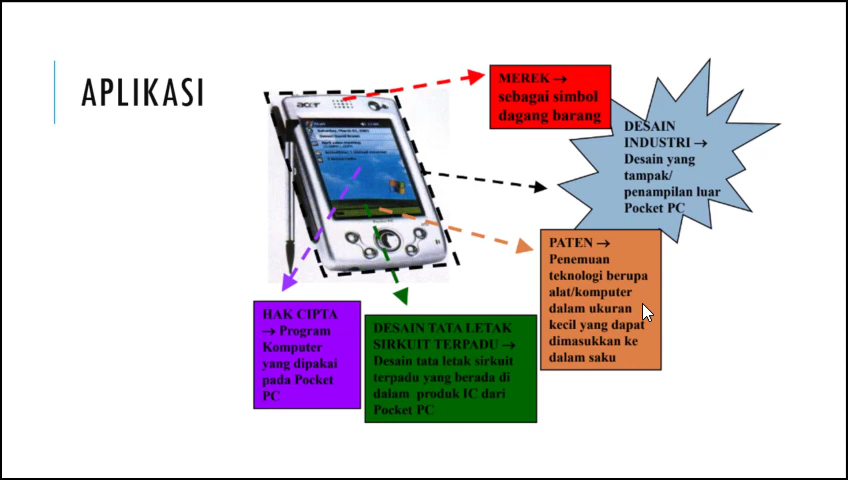 APLIKASI
acer
MEREK →
sebagai simbol
dagang barang
DESAIN
INDUSTRI →
Desain yang
tampak/
penampilan luar
Pocket PC
PATEN →
Penemuan
teknologi berupa
alat/komputer
dalam ukuran
kecil yang dapat
dimasukkan ke
dalam saku
HAK CIPTA
→ Program
Komputer
yang dipakai
pada Pocket
PC
DESAIN TATA LETAK
SIRKUIT TERPADU →
Desain tata letak sirkuit
terpadu yang berada di
dalam produk IC dari
Pocket PC